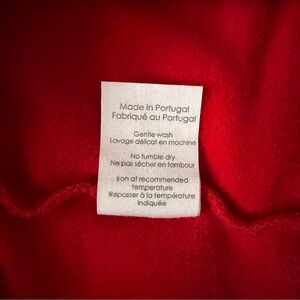 Made in Portugal
Fabriqué au Portugal
Gentle wash
Lavage délicat en machine
No tumble dry
Ne pas sécher en tambour
Iron at recommended
temperature
Repasser à la température
indiquée